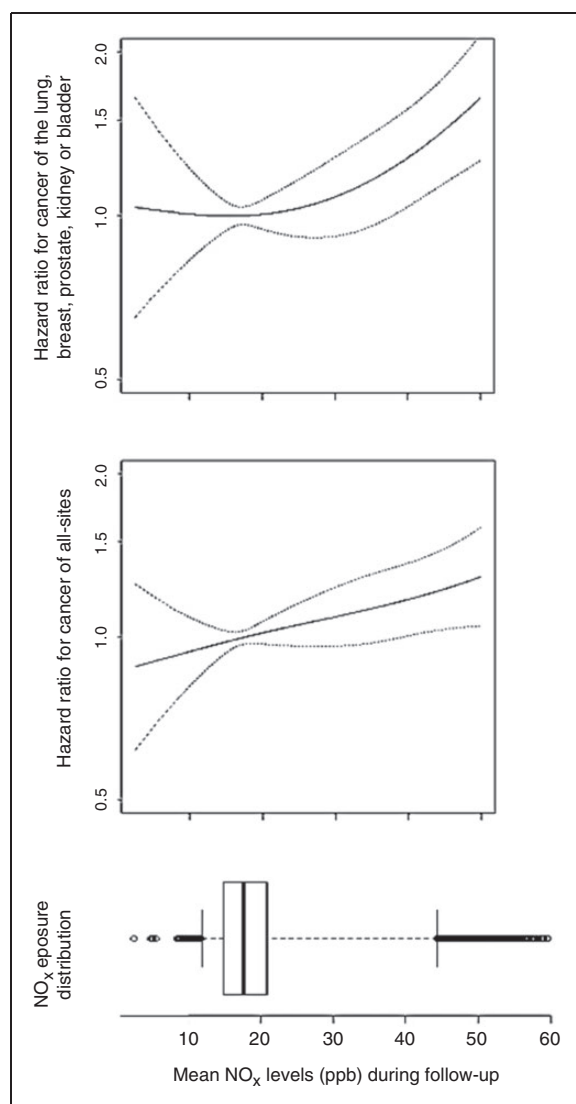 Hazard ratio for cancer of the lung,
breast, prostate, kidney or bladder
2.0
1.5
1.0
0.5
Hazard ratio for cancer of all-sites
2.0
1.5
1.0
0.5
NOx eposure
distribution
10 20 30 40 50 60
Mean NOx levels (ppb) during follow-up